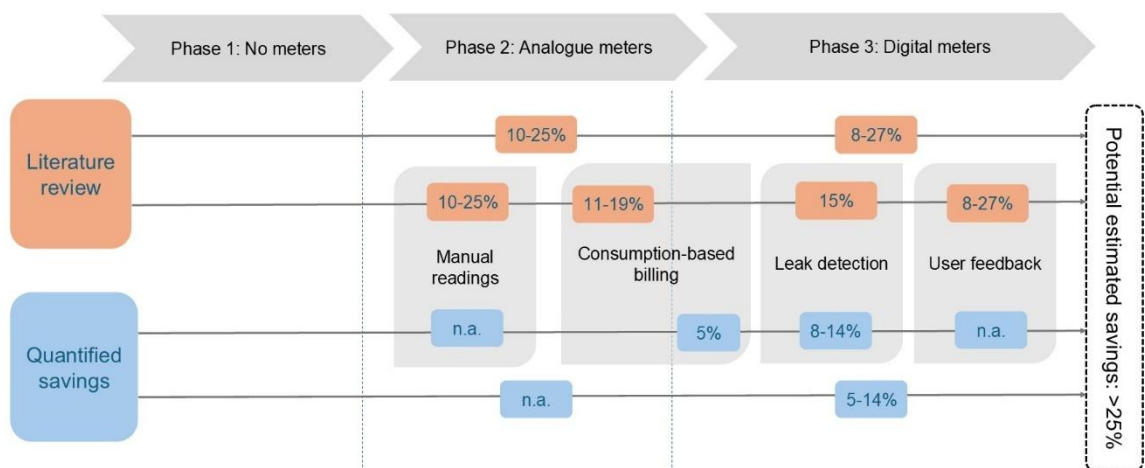 Phase 1: No meters
Phase 2: Analogue meters
Phase 3: Digital meters
Literature
review
10-25%
8-27%
10-25%
11-19%
15%
8-27%
Manual
readings
Consumption-based
billing
Leak detection
User feedback
Quantified
savings
n.a.
5%
8-14%
n.a.
n.a.
5-14%
Potential estimated savings: >25%